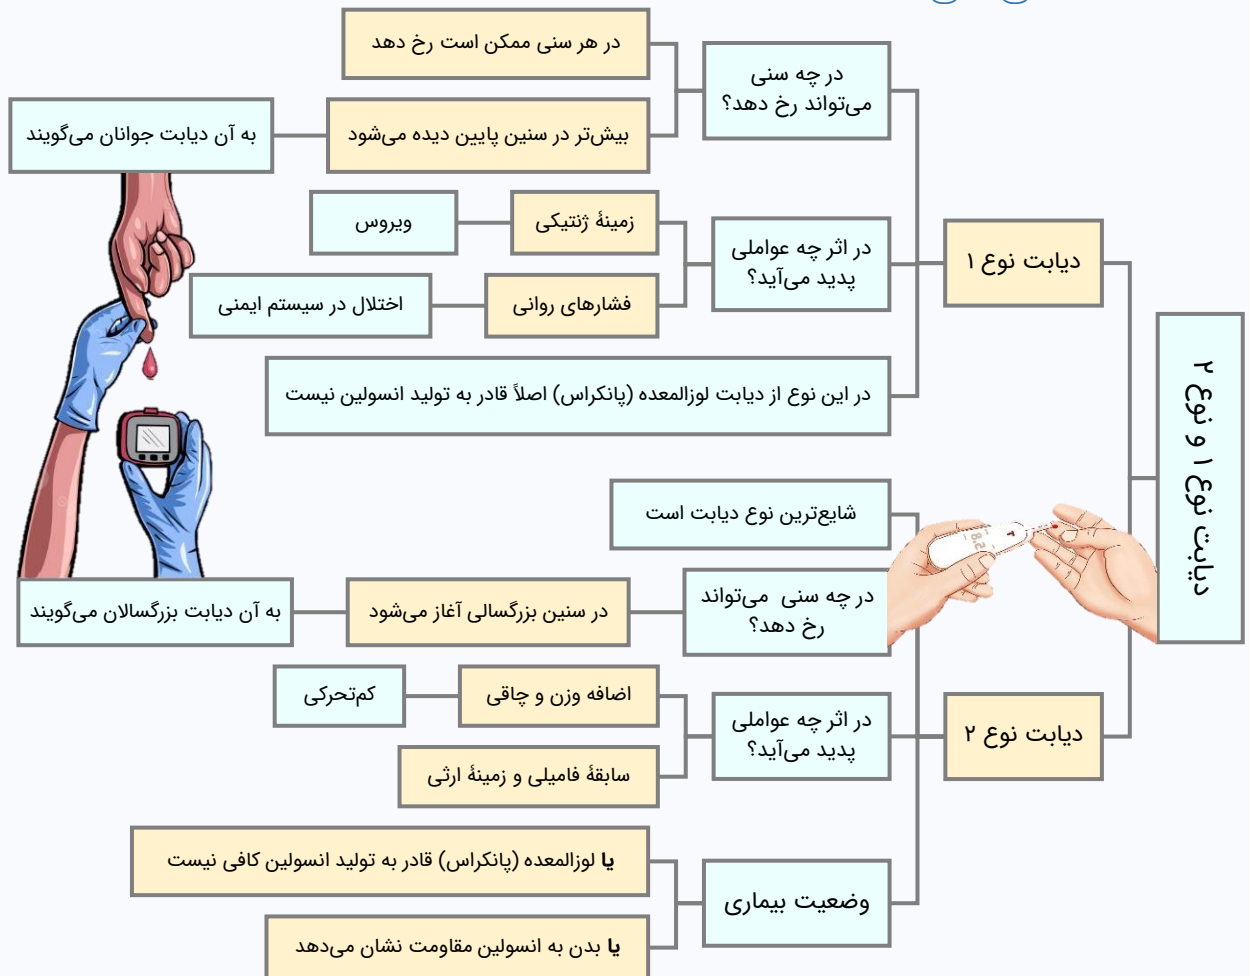 دیابت نوع ۱ و نوع ۲
دیابت نوع ۱
در چه سنی
می‌تواند رخ دهد؟
در هر سنی ممکن است رخ دهد
بیش‌تر در سنین پایین دیده می‌شود
به آن دیابت جوانان می‌گویند
در اثر چه عواملی
پدید می‌آید؟
زمینهٔ ژنتیکی
ویروس
فشارهای روانی
اختلال در سیستم ایمنی
در این نوع از دیابت لوزالمعده (پانکراس) اصلاً قادر به تولید انسولین نیست
دیابت نوع ۲
شایع‌ترین نوع دیابت است
در چه سنی می‌تواند
رخ دهد؟
در سنین بزرگسالی آغاز می‌شود
به آن دیابت بزرگسالان می‌گویند
در اثر چه عواملی
پدید می‌آید؟
اضافه وزن و چاقی
کم‌تحرکی
سابقهٔ فامیلی و زمینهٔ ارثی
وضعیت بیماری
یا لوزالمعده (پانکراس) قادر به تولید انسولین کافی نیست
یا بدن به انسولین مقاومت نشان می‌دهد